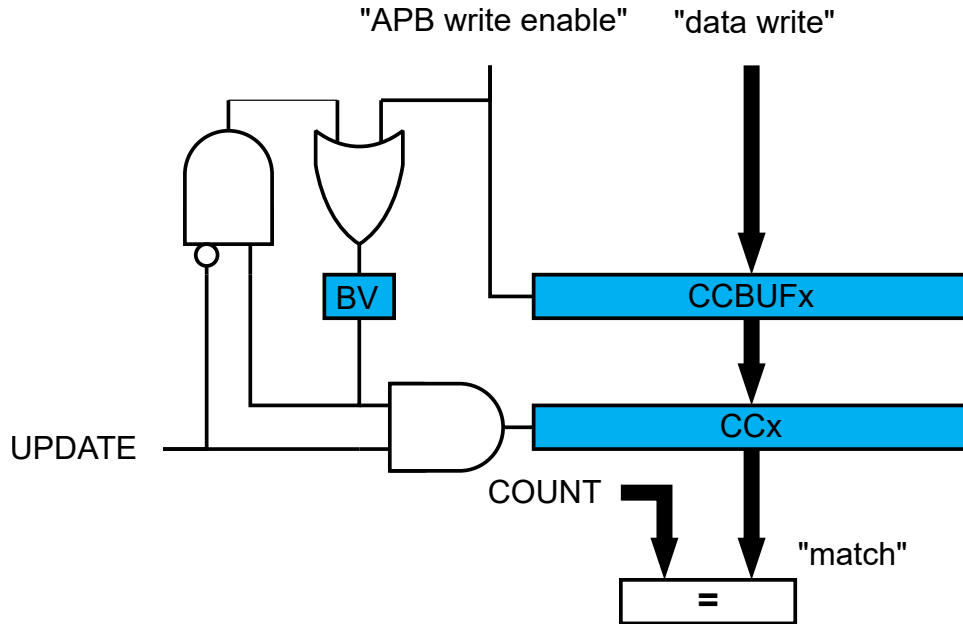 "APB write enable"
"data write"
BV
CCBUFx
UPDATE
CCx
COUNT
"match"
=